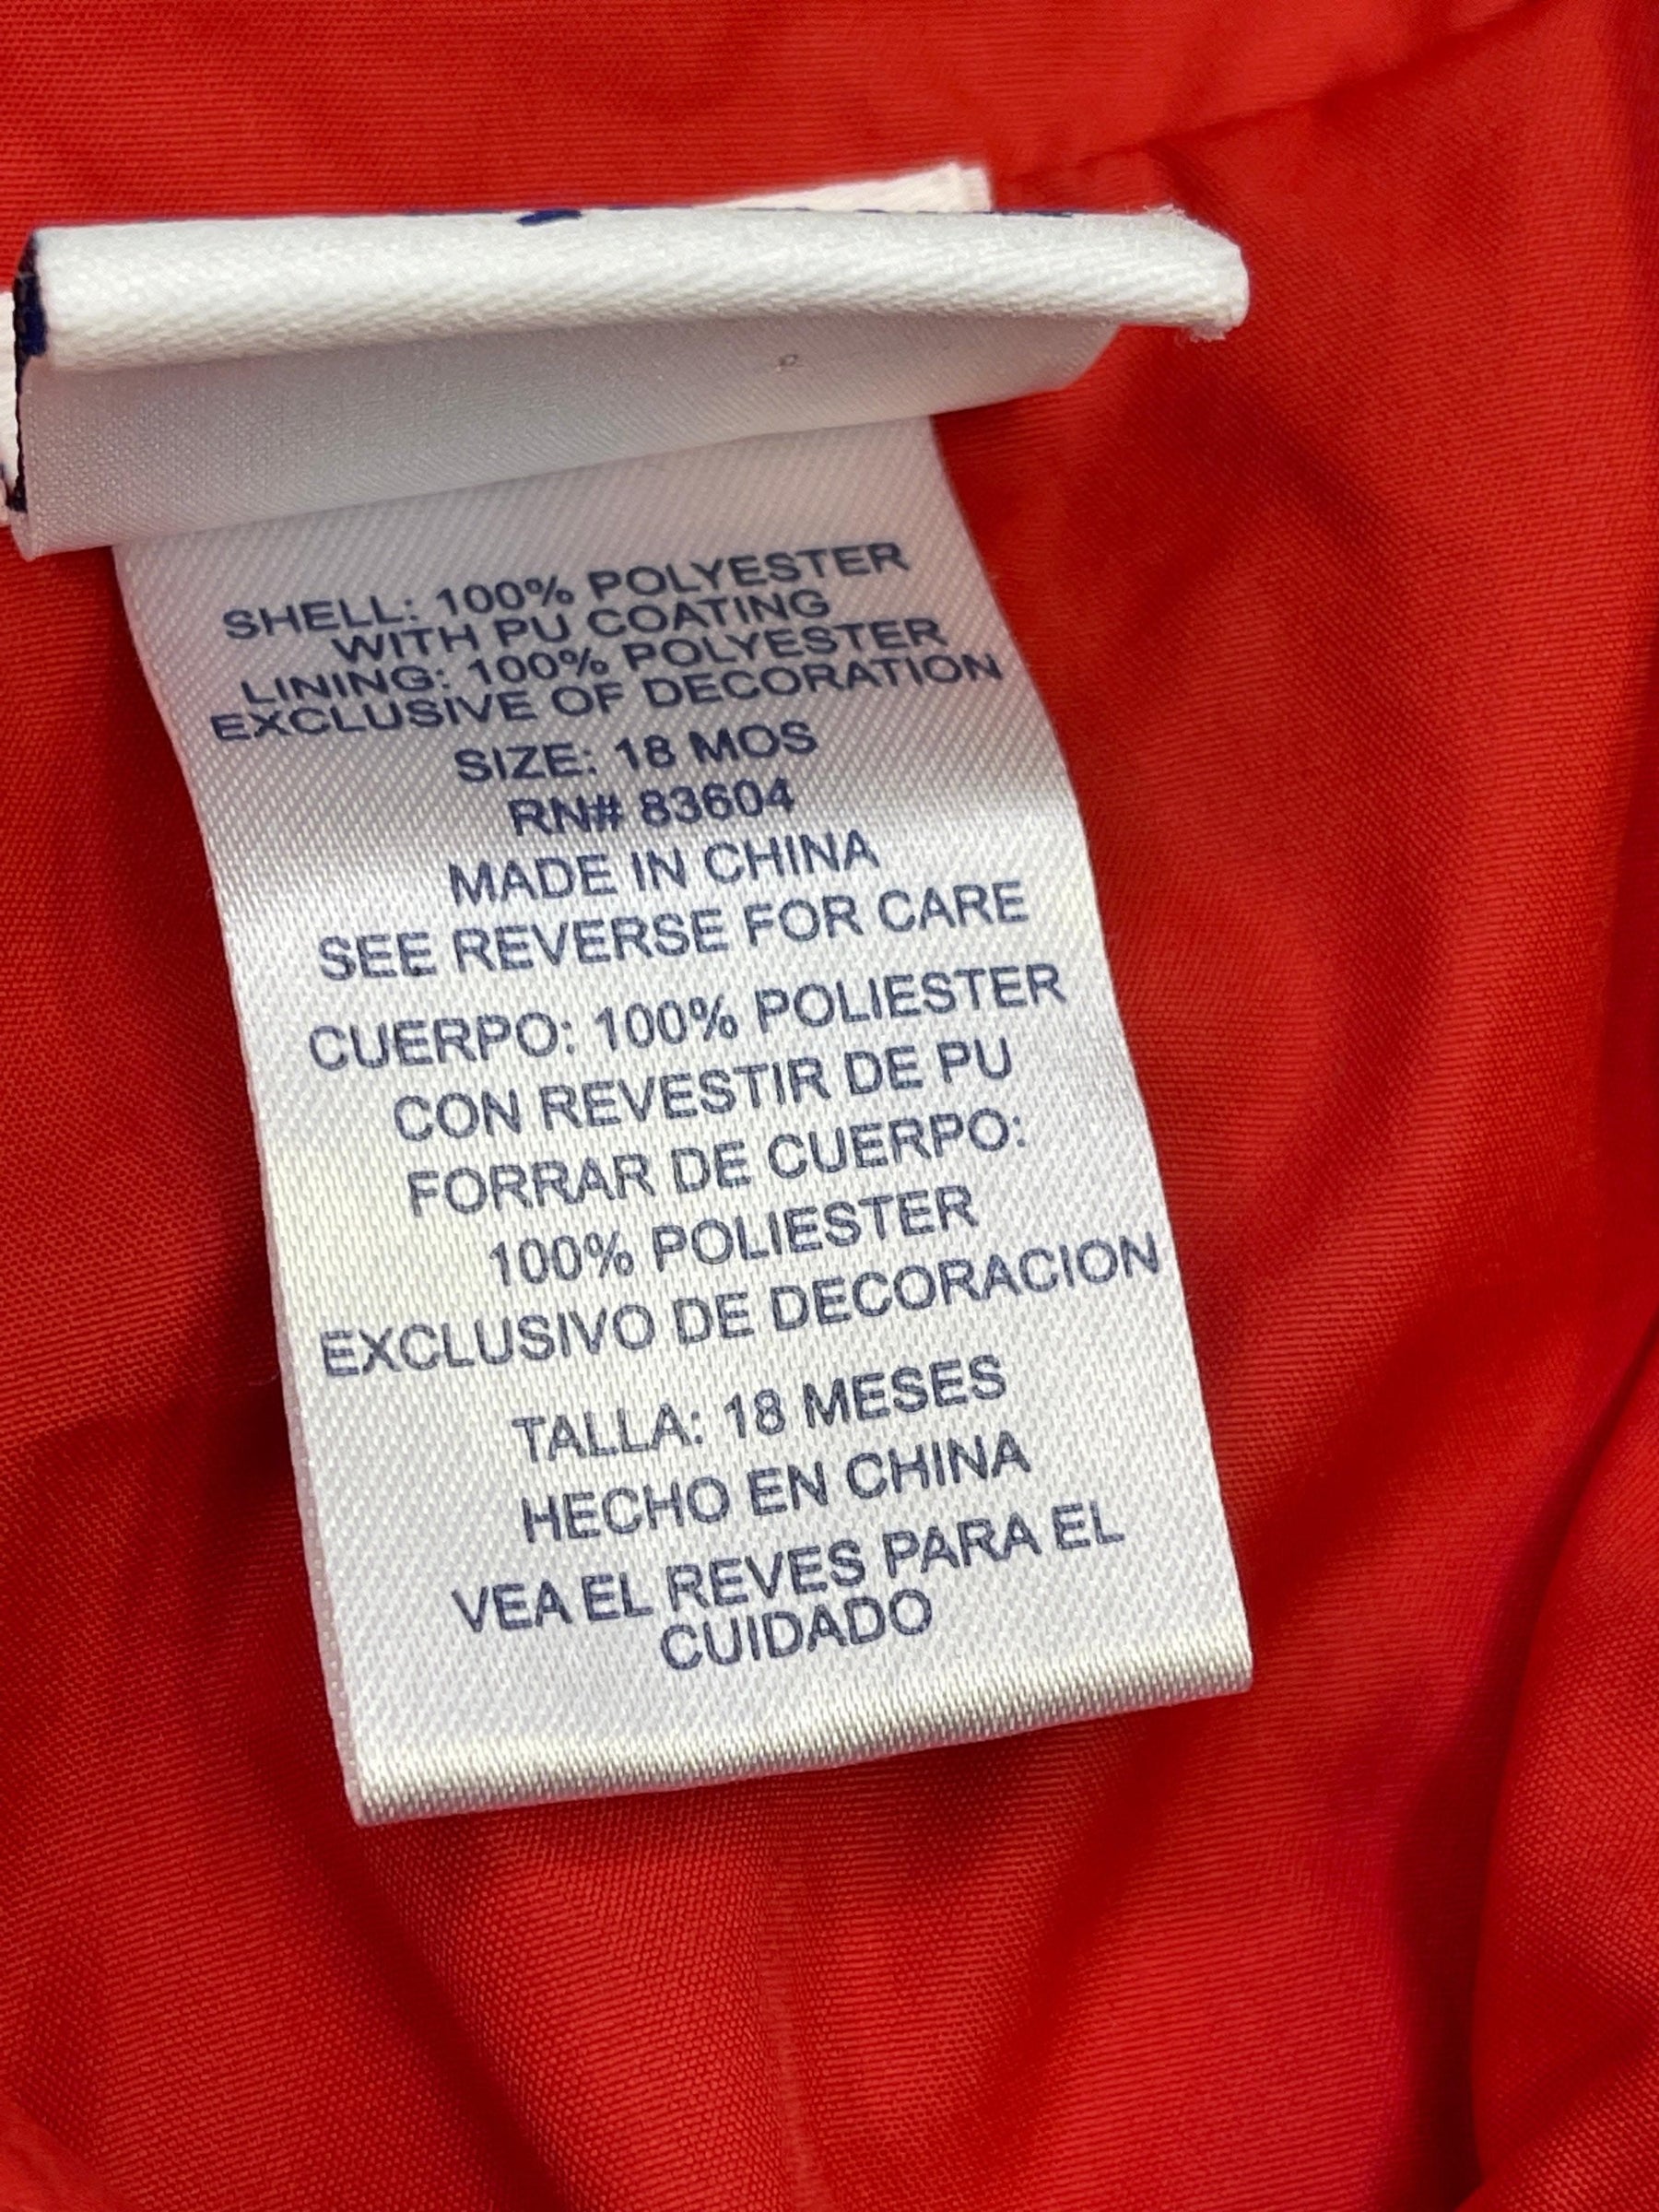 SHELL: 100% POLYESTER
WITH PU COATING
LINING: 100% POLYESTER
EXCLUSIVE OF DECORATION
SIZE: 18 MOS
RN# 83604
MADE IN CHINA
SEE REVERSE FOR CARE
CUERPO: 100% POLIESTER
CON REVESTIR DE PU
FORRAR DE CUERPO:
100% POLIESTER
EXCLUSIVO DE DECORACION
TALLA: 18 MESES
HECHO EN CHINA
VEA EL REVES PARA EL
CUIDADO